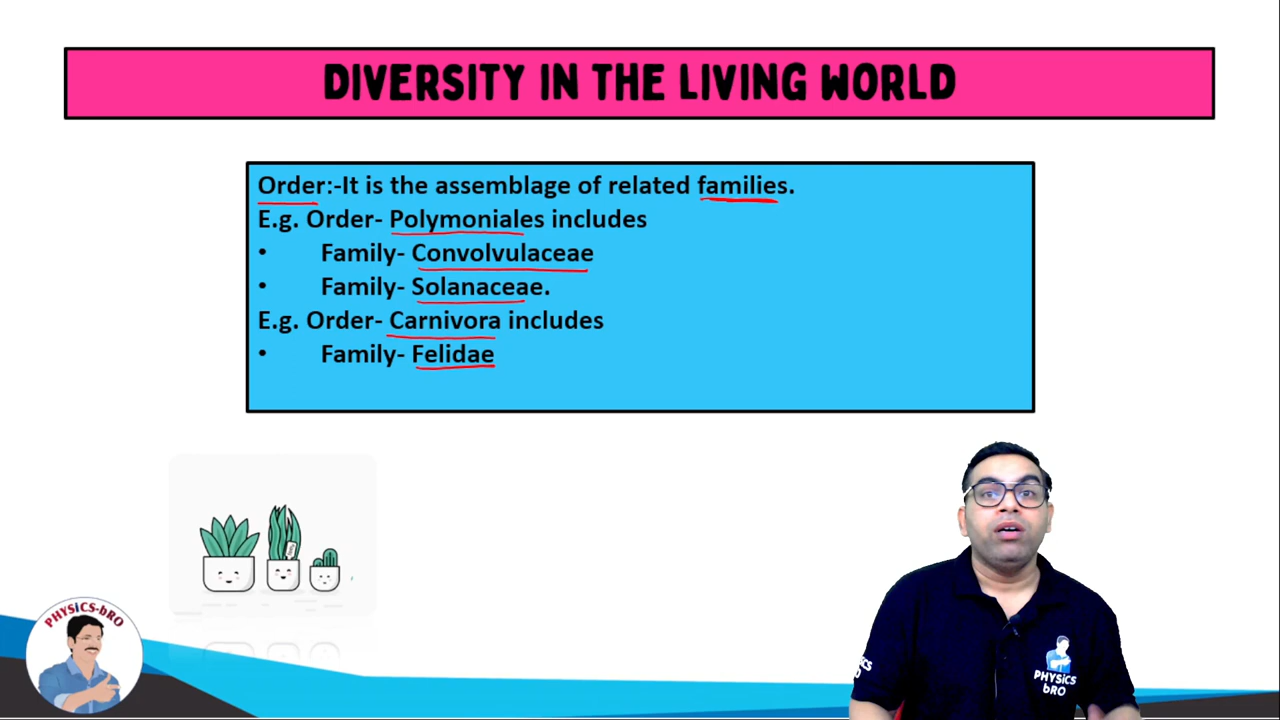 DIVERSITY IN THE LIVING WORLD
Order:-It is the assemblage of related families.
E.g. Order- Polymoniales includes
• Family- Convolvulaceae
• Family- Solanaceae.
E.g. Order- Carnivora includes
• Family- Felidae
PHYSICS-bRO
PHYSICS
bRO